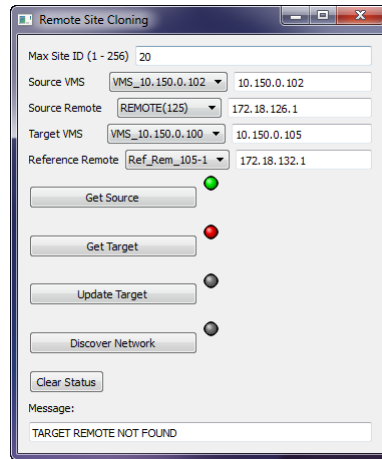 Remote Site Cloning
Max Site ID (1 - 256) 20
Source VMS VMS_10.150.0.102 10.150.0.102
Source Remote REMOTE(125) 172.18.126.1
Target VMS VMS_10.150.0.100 10.150.0.105
Reference Remote Ref_Rem_105-1 172.18.132.1
Get Source
Get Target
Update Target
Discover Network
Clear Status
Message:
TARGET REMOTE NOT FOUND